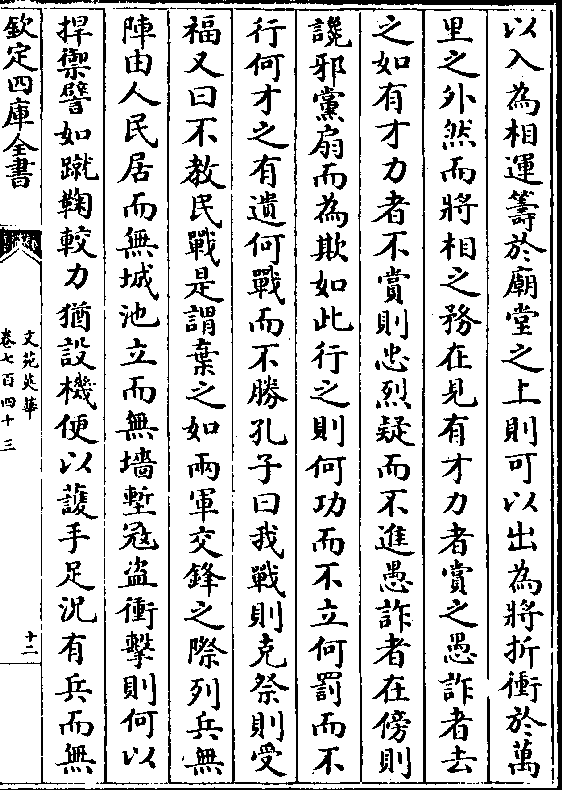 以入為相運籌於廟堂之上則可以出為將折衝於萬
里之外然而將相之務在見有才力者賞之愚詐者去
之如有才力者不賞則忠烈疑而不進愚詐者在傍則
讒邪黨扇而為欺如此行之則何功而不立何罰而不
行何才之有遺何戰而不勝孔子曰我戰則克祭則受
福又曰不教民戰是謂棄之如兩軍交鋒之際列兵無
陣由人民居而無城池立而無墻塹冦盗衝擊則何以
捍禦譬如蹴鞠較力猶設機便以䕶手足況有兵而無
欽定四庫全書
文苑英華
卷七百四十三
十二